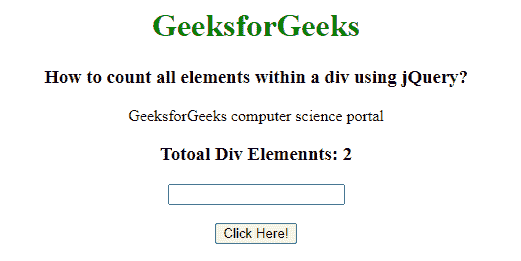 GeeksforGeeks
How to count all elements within a div using jQuery?
GeeksforGeeks computer science portal
Totoal Div Elemennts: 2
Click Here!